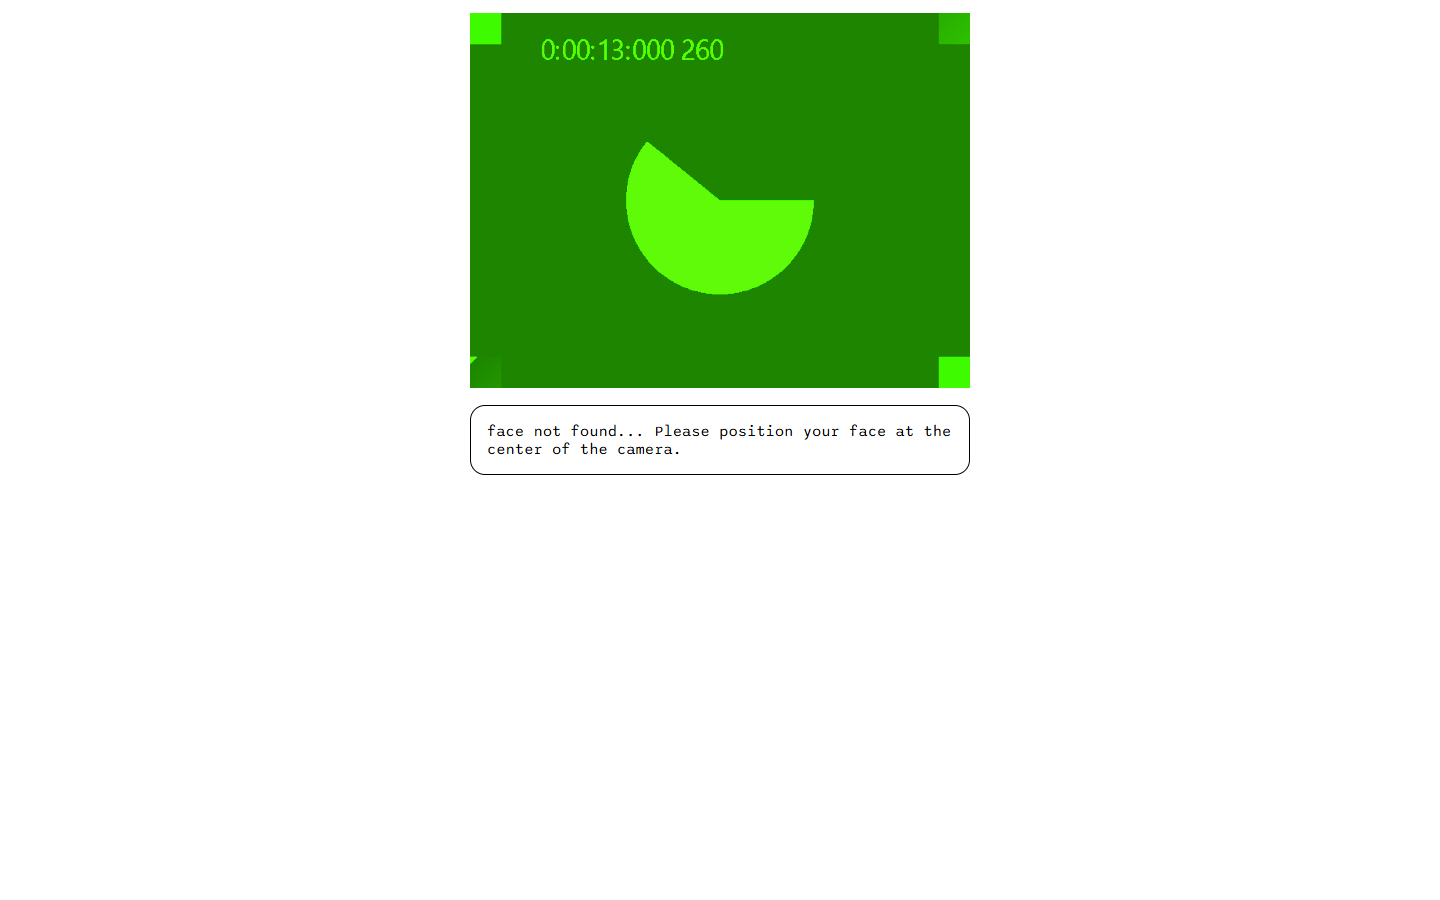 0:00:13:000 260
face not found... Please position your face at the
center of the camera.